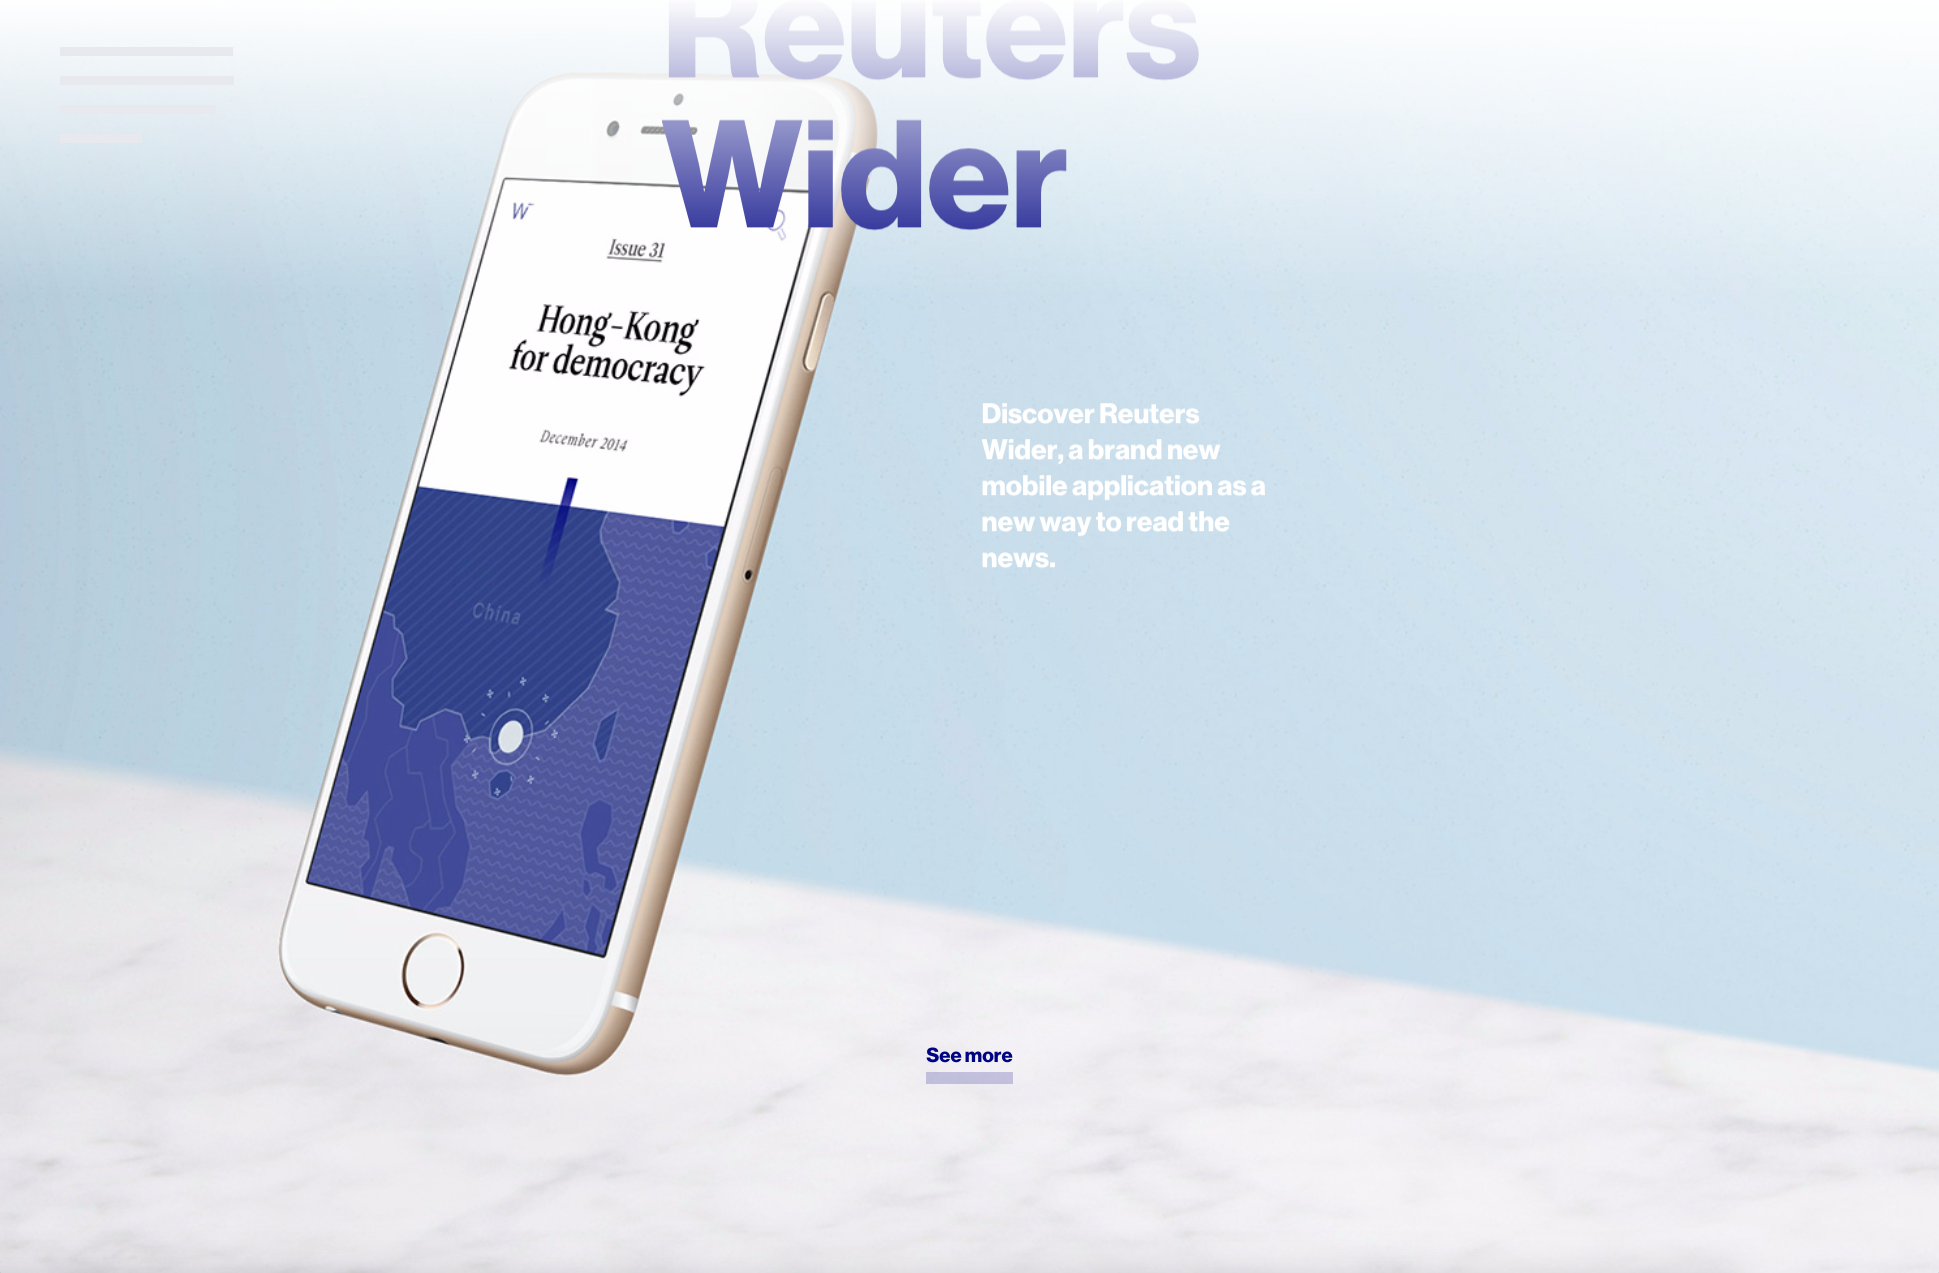 Reuters
Wider
W
Issue 31
Hong-Kong
for democracy
December 2014
China
Discover Reuters
Wider, a brand new
mobile application as a
new way to read the
news.
See more